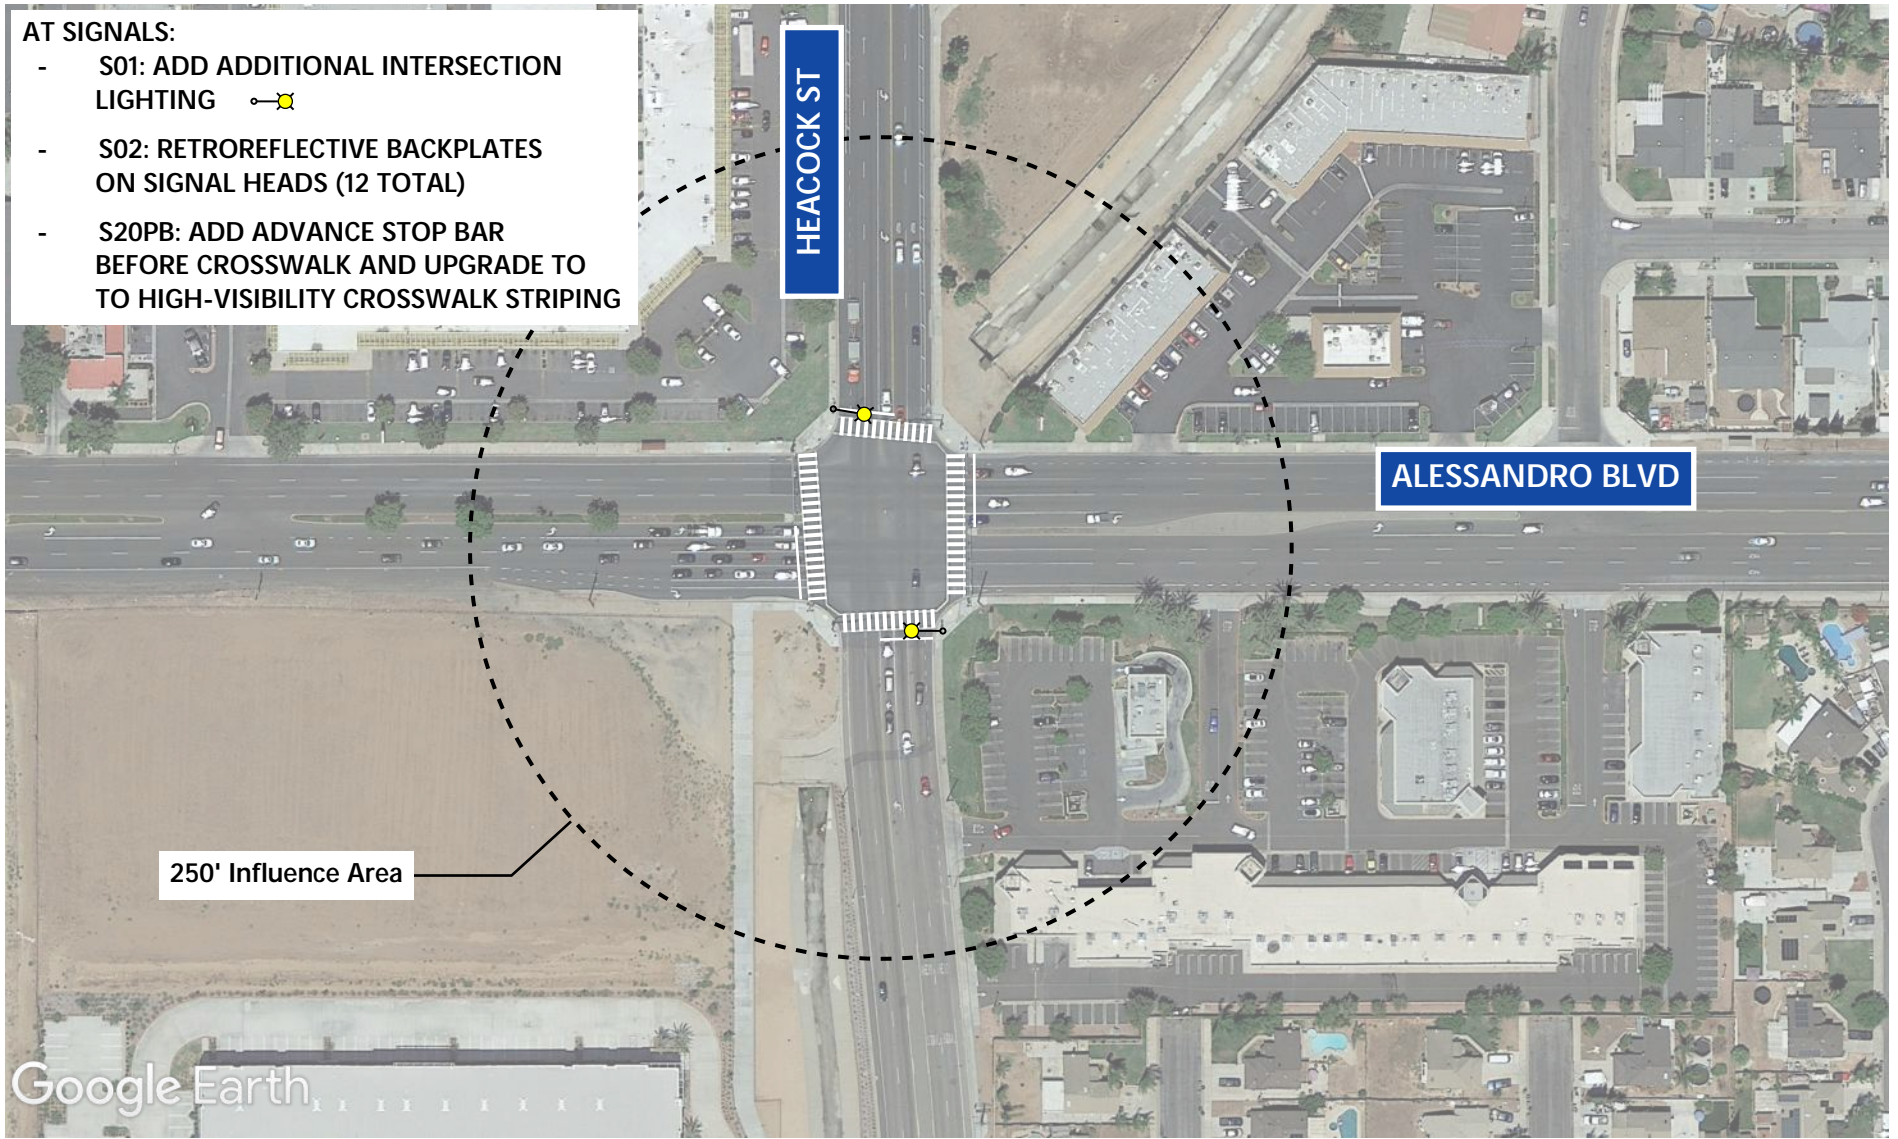 AT SIGNALS:
- S01: ADD ADDITIONAL INTERSECTION
LIGHTING
- S02: RETROREFLECTIVE BACKPLATES
ON SIGNAL HEADS (12 TOTAL)
- S20PB: ADD ADVANCE STOP BAR
BEFORE CROSSWALK AND UPGRADE TO
TO HIGH-VISIBILITY CROSSWALK STRIPING
HEACOCK ST
ALESSANDRO BLVD
250' Influence Area
Google Earth